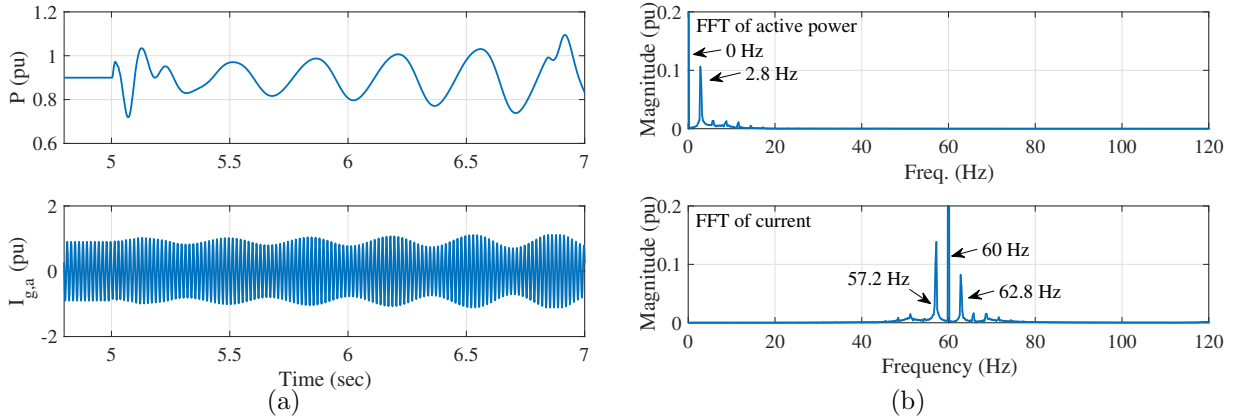 1.2
1
0.8
0.6
P (pu)
5
5.5
6
6.5
7
2
0
-2
I_{g,a} (pu)
5
5.5
6
6.5
7
Time (sec)
(a)
0.2
0.1
0
Magnitude (pu)
FFT of active power
0 Hz
2.8 Hz
0
20
40
60
80
100
120
Freq. (Hz)
0.2
0.1
0
Magnitude (pu)
FFT of current
60 Hz
57.2 Hz
62.8 Hz
0
20
40
60
80
100
120
Frequency (Hz)
(b)